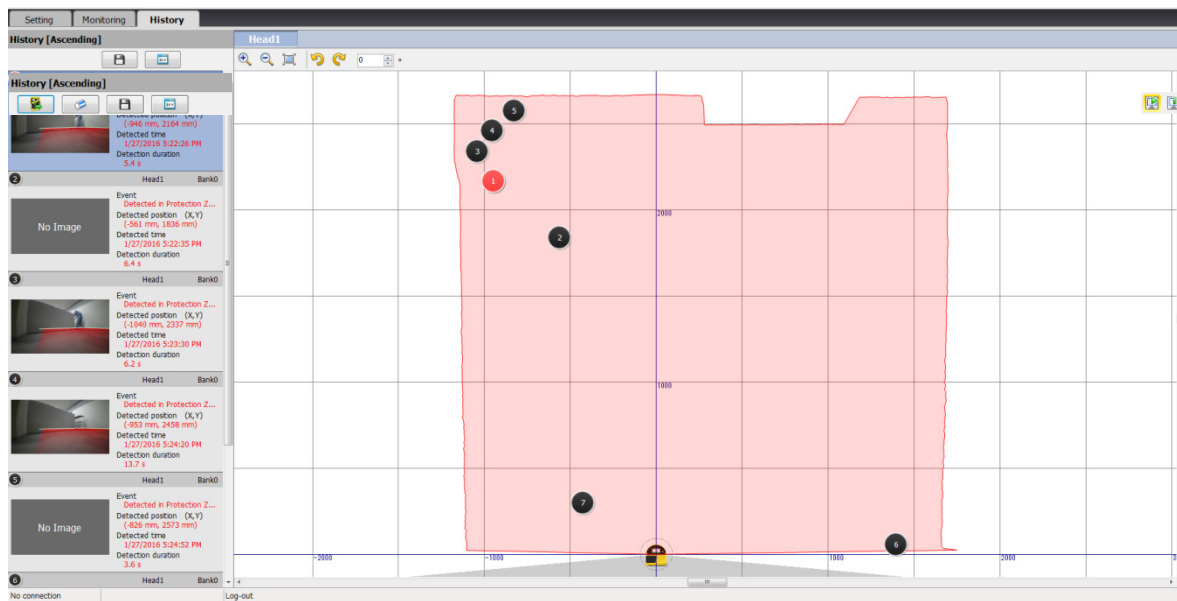 Setting Monitoring History
History [Ascending]
Head1
0 °
History [Ascending]
Detected position (X,Y)
(-946 mm, 2164 mm)
Detected time
1/27/2016 5:22:26 PM
Detection duration
5.4 s
2 Head1 Bank0
No Image
Event
Detected in Protection Z...
Detected position (X,Y)
(-561 mm, 1836 mm)
Detected time
1/27/2016 5:22:35 PM
Detection duration
6.4 s
3 Head1 Bank0
Event
Detected in Protection Z...
Detected position (X,Y)
(-1040 mm, 2337 mm)
Detected time
1/27/2016 5:23:30 PM
Detection duration
6.2 s
4 Head1 Bank0
Event
Detected in Protection Z...
Detected position (X,Y)
(-953 mm, 2458 mm)
Detected time
1/27/2016 5:24:20 PM
Detection duration
13.7 s
5 Head1 Bank0
No Image
Event
Detected in Protection Z...
Detected position (X,Y)
(-826 mm, 2573 mm)
Detected time
1/27/2016 5:24:52 PM
Detection duration
3.6 s
6 Head1 Bank0
5
4
3
1
2000
2
1000
7
6
-2000 -1000 1000 2000 3
No connection Log-out